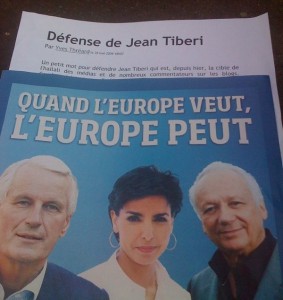 Défense de Jean Tiberi
Par
Un petit mot pour défendre Jean Tiberi qui est, depuis hier, la cible de
l'hallali des médias et de nombreux commentateurs sur les blogs
QUAND L'EUROPE VEUT,
L'EUROPE PEUT